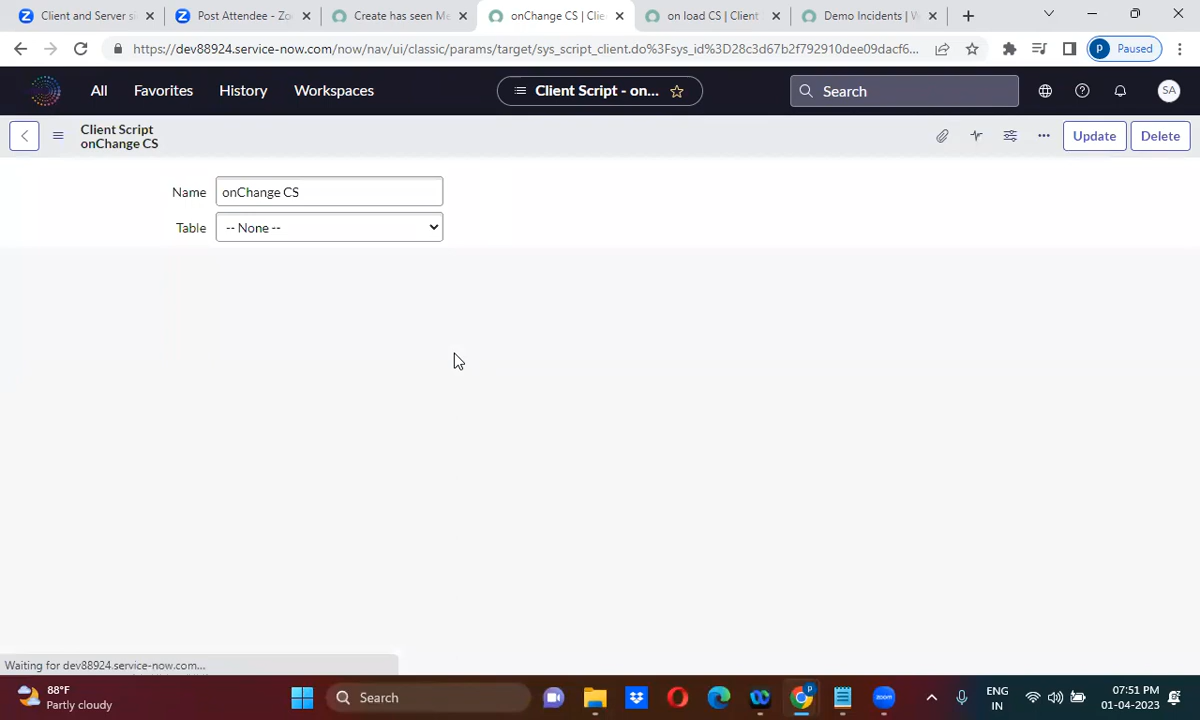 Client and Server si
Post Attendee - Zo
Create has seen Me
onChange CS | Clie
on load CS | Client
Demo Incidents | W
https://dev88924.service-now.com/now/nav/ui/classic/params/target/sys_script_client.do%3Fsys_id%3D28c3d67b2f792910dee09dacf6...
p
Paused
All
Favorites
History
Workspaces
Client Script - on...
Search
SA
Client Script
onChange CS
Update
Delete
Name
onChange CS
Table
-- None --
Waiting for dev88924.service-now.com...
88°F
Partly cloudy
Search
zoom
ENG
IN
07:51 PM
01-04-2023